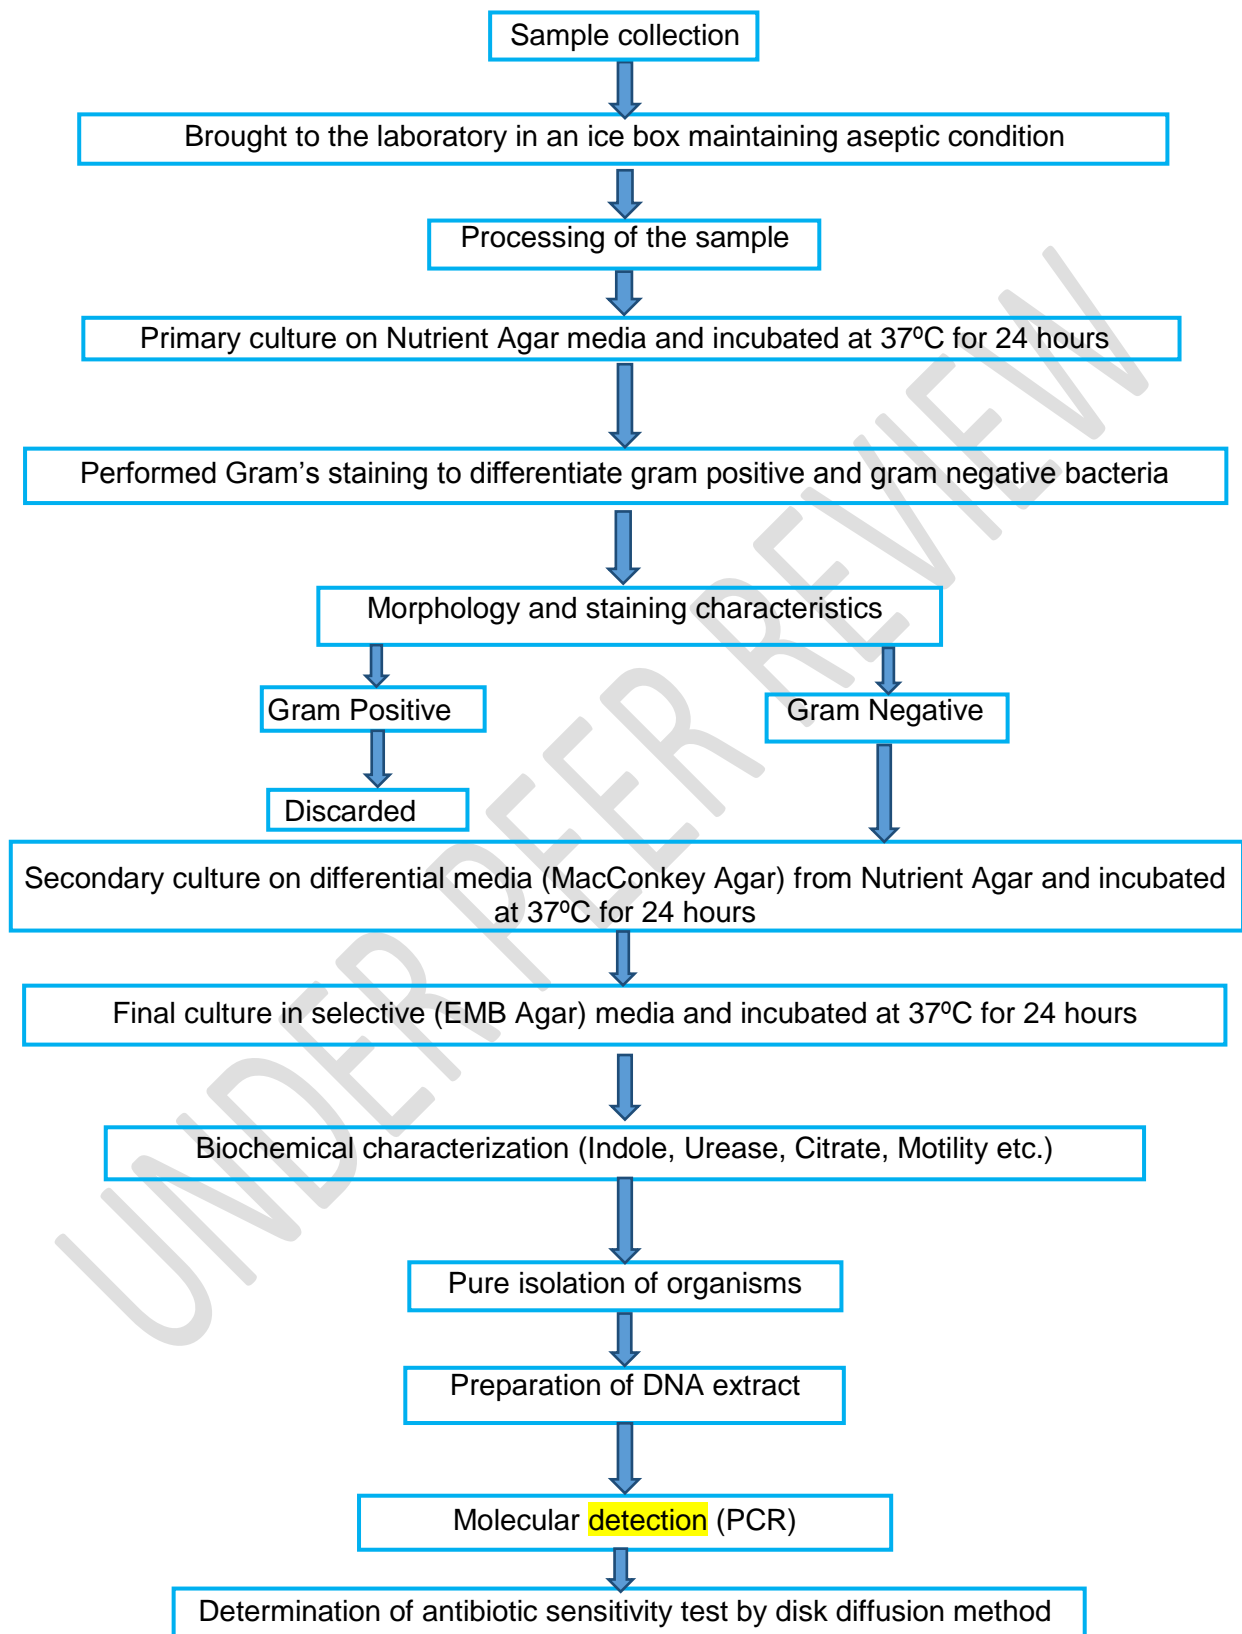 Sample collection
Brought to the laboratory in an ice box maintaining aseptic condition
Processing of the sample
Primary culture on Nutrient Agar media and incubated at 37⁰C for 24 hours
Performed Gram’s staining to differentiate gram positive and gram negative bacteria
Morphology and staining characteristics
Gram Positive
Gram Negative
Discarded
Secondary culture on differential media (MacConkey Agar) from Nutrient Agar and incubated
at 37⁰C for 24 hours
Final culture in selective (EMB Agar) media and incubated at 37⁰C for 24 hours
Biochemical characterization (Indole, Urease, Citrate, Motility etc.)
Pure isolation of organisms
Preparation of DNA extract
Molecular detection (PCR)
Determination of antibiotic sensitivity test by disk diffusion method
UNDER PEER REVIEW